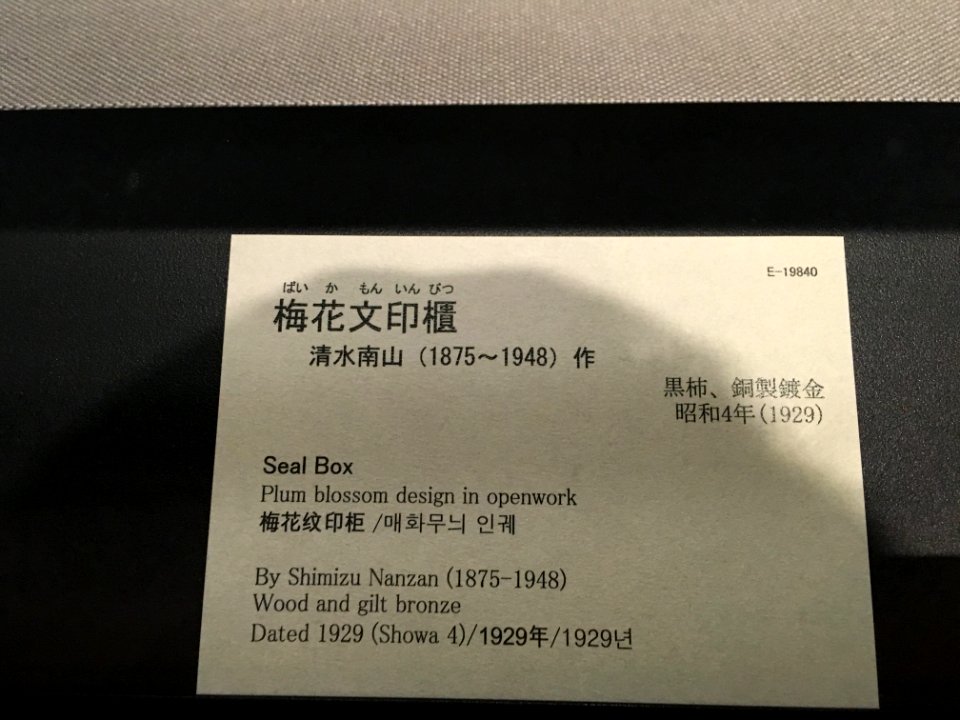 E-19840
ばい か もん いん びつ
梅花文印櫃
清水南山（1875〜1948）作
黒柿、銅製鍍金
昭和4年(1929)
Seal Box
Plum blossom design in openwork
梅花纹印柜 /매화무늬 인궤
By Shimizu Nanzan (1875-1948)
Wood and gilt bronze
Dated 1929 (Showa 4)/1929年/1929년